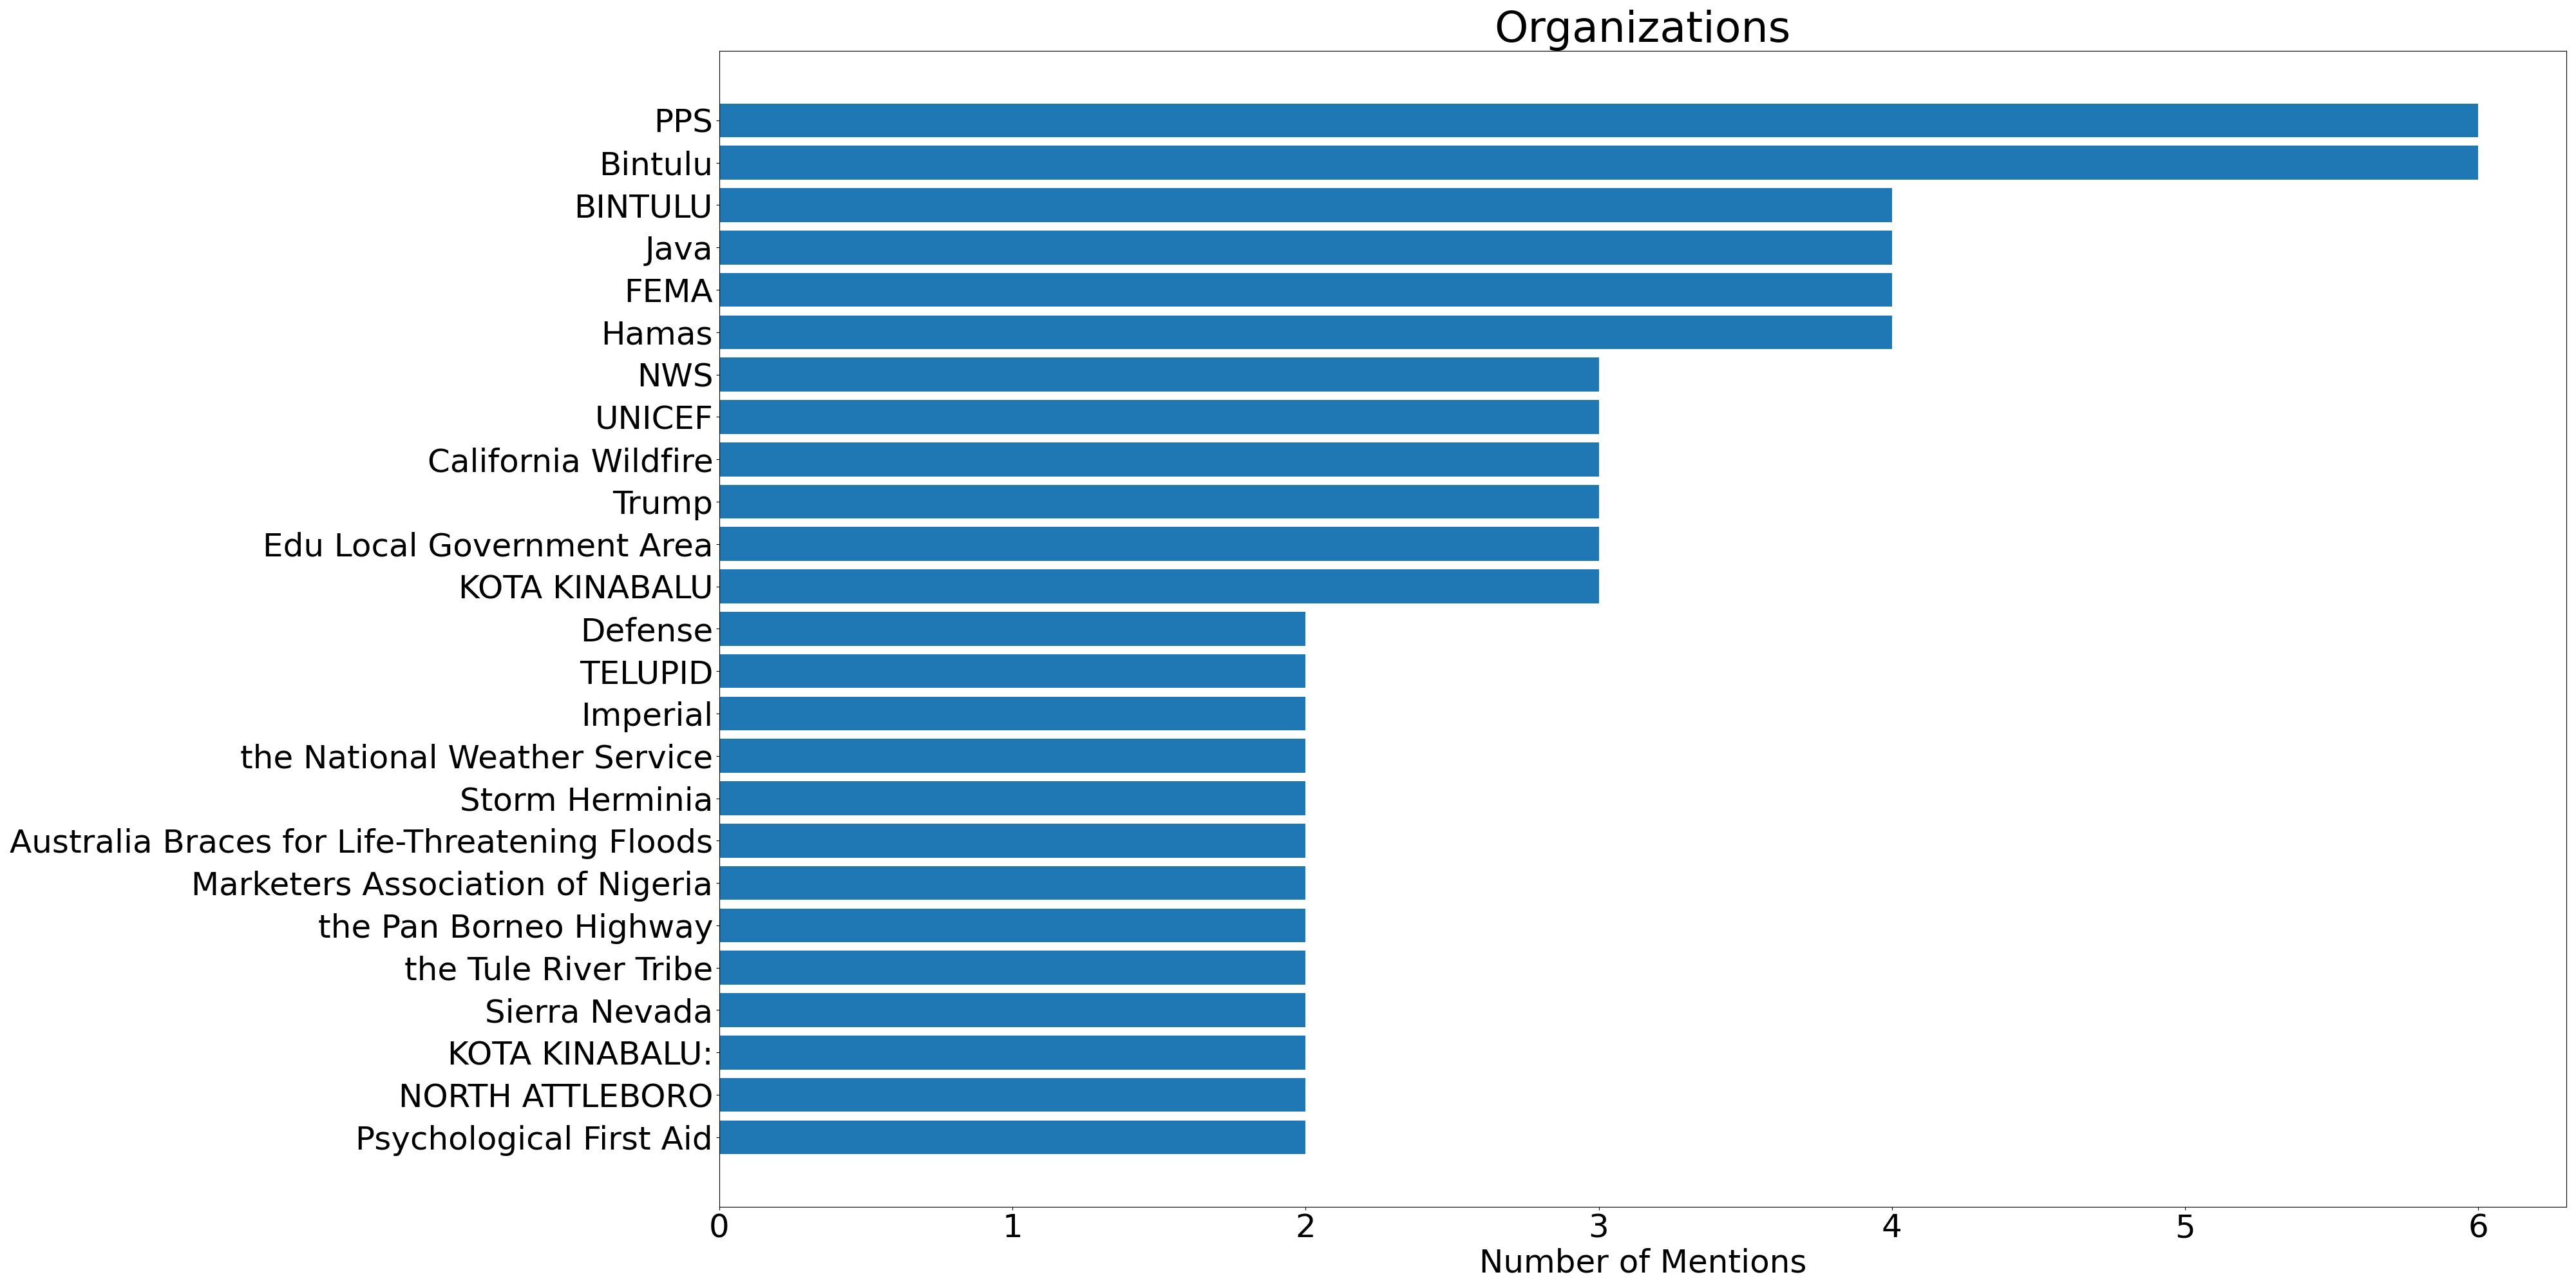 Organizations
PPS
Bintulu
BINTULU
Java
FEMA
Hamas
NWS
UNICEF
California Wildfire
Trump
Edu Local Government Area
KOTA KINABALU
Defense
TELUPID
Imperial
the National Weather Service
Storm Herminia
Australia Braces for Life-Threatening Floods
Marketers Association of Nigeria
the Pan Borneo Highway
the Tule River Tribe
Sierra Nevada
KOTA KINABALU:
NORTH ATTLEBORO
Psychological First Aid
0 1 2 3 4 5 6
Number of Mentions